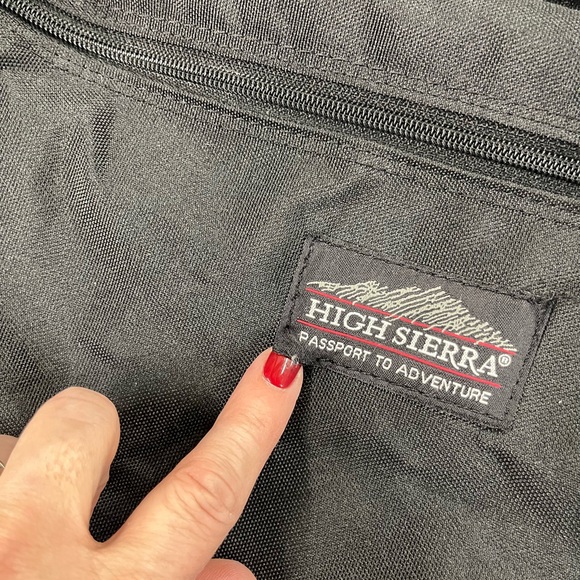 HIGH SIERRA®
PASSPORT TO ADVENTURE